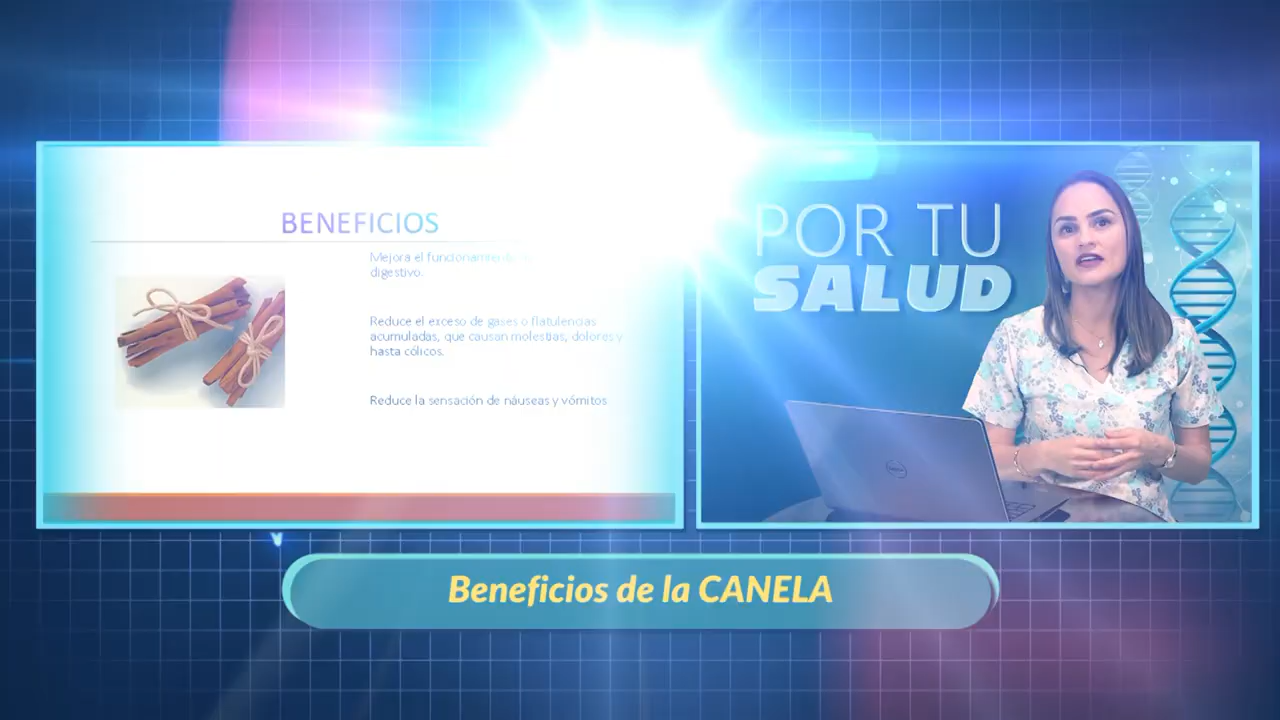 BENEFICIOS
Mejora el funcionamiento
digestivo.
Reduce el exceso de gases o flatulencias
acumuladas, que causan molestias, dolores y
hasta cólicos.
Reduce la sensación de náuseas y vómitos
POR TU
SALUD
DELL
Beneficios de la CANELA